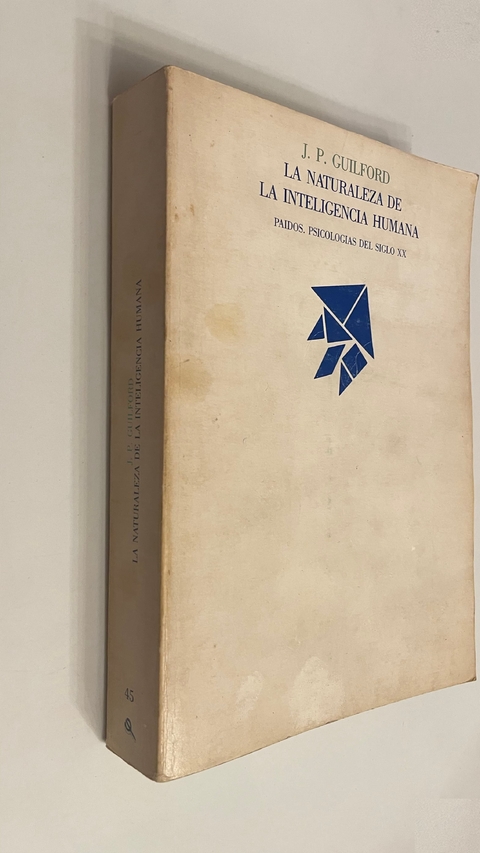 J. P. GUILFORD
LA NATURALEZA DE
LA INTELIGENCIA HUMANA
PAIDOS. PSICOLOGIAS DEL SIGLO XX
J. P. GUILFORD
LA NATURALEZA DE LA INTELIGENCIA HUMANA
45